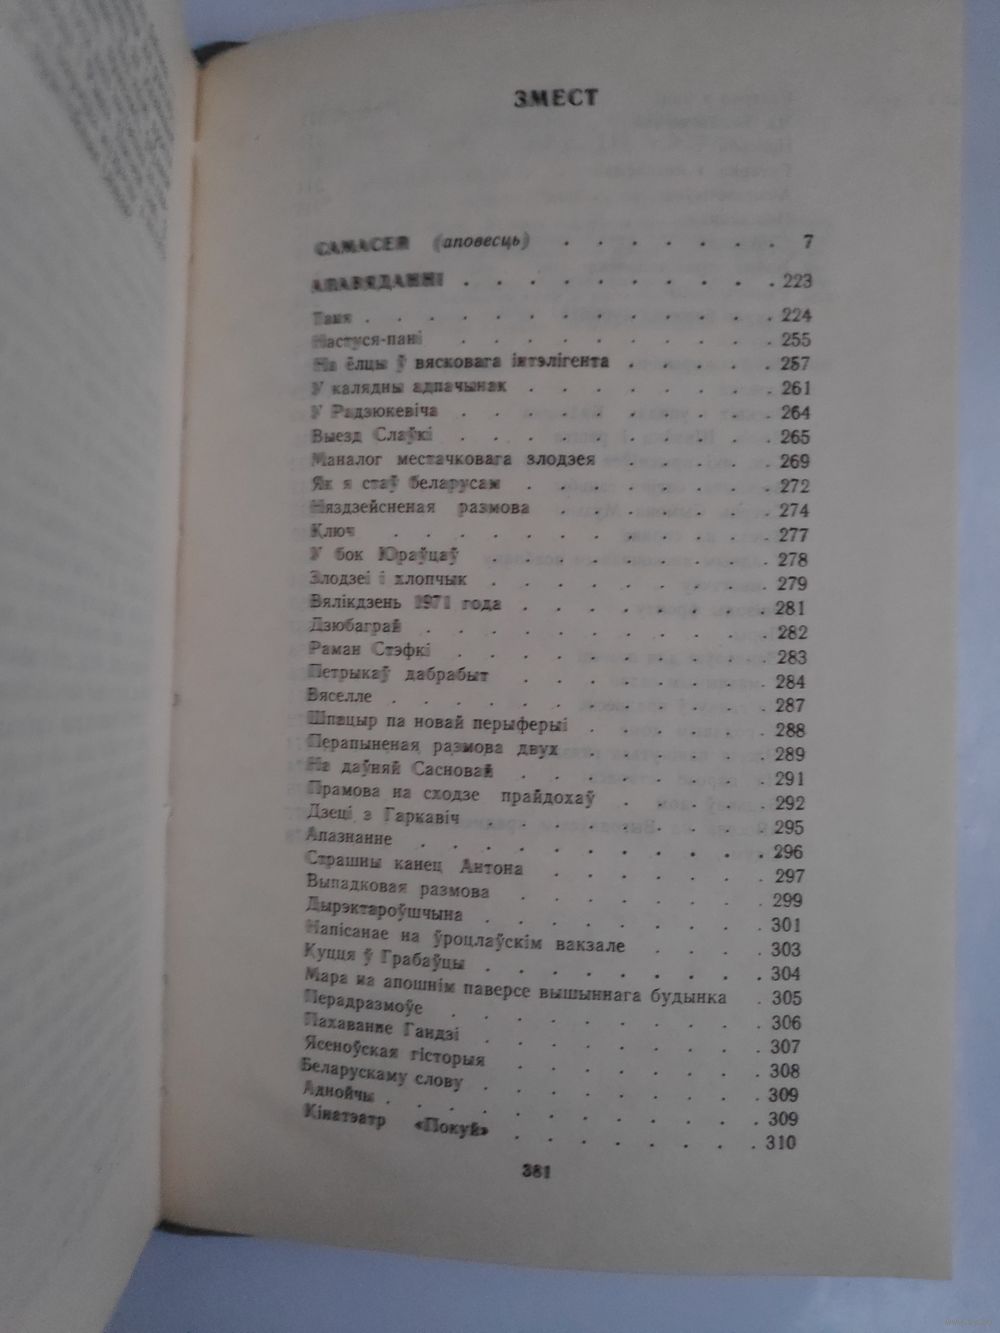 ЗМЕСТ
САМАСЕЙ (аповесць) . . . . . . . 7
АПАВЯДАННІ . . . . . . . . . . 223
Таня . . . . . . . . . . . . . 224
Настуся-пані . . . . . . . . . . 255
На ёлцы ў вясковага інтэлігента . . . . . 257
У калядны адпачынак . . . . . . . . 261
У Радзюкевіча . . . . . . . . . . 264
Выезд Слаўкі . . . . . . . . . . 265
Маналог местачковага злодзея . . . . . 269
Як я стаў беларусам . . . . . . . . 272
Няздзейсненая размова . . . . . . . 274
Ключ . . . . . . . . . . . . 277
У бок Юраўцаў . . . . . . . . . 278
Злодзеі і хлопчык . . . . . . . . . 279
Вялікдзень 1971 года . . . . . . . . 281
Дзюбаграй . . . . . . . . . . . 282
Раман Стэфкі . . . . . . . . . . 283
Петрыкаў дабрабыт . . . . . . . . 284
Вяселле . . . . . . . . . . . . 287
Шпацыр па новай перыферыі . . . . . . 288
Перапыненая размова двух . . . . . . 289
На даўняй Сасновай . . . . . . . . 291
Прамова на сходзе прайдохаў . . . . . 292
Дзеці з Гаркавіч . . . . . . . . . 295
Апазнанне . . . . . . . . . . . 296
Страшны канец Антона . . . . . . . 297
Выпадковая размова . . . . . . . . 299
Дырэктароўшчына . . . . . . . . . 301
Напісанае на ўроцлаўскім вакзале . . . . 303
Куцця ў Грабаўцы . . . . . . . . . 304
Мара на апошнім паверсе вышыннага будынка . 305
Перадразмоўе . . . . . . . . . . 306
Пахаванне Гандзі . . . . . . . . . 307
Ясеноўская гісторыя . . . . . . . . 308
Беларускаму слову . . . . . . . . . 309
Аднойчы . . . . . . . . . . . . 309
Кінатэатр «Покуй» . . . . . . . . 310
381